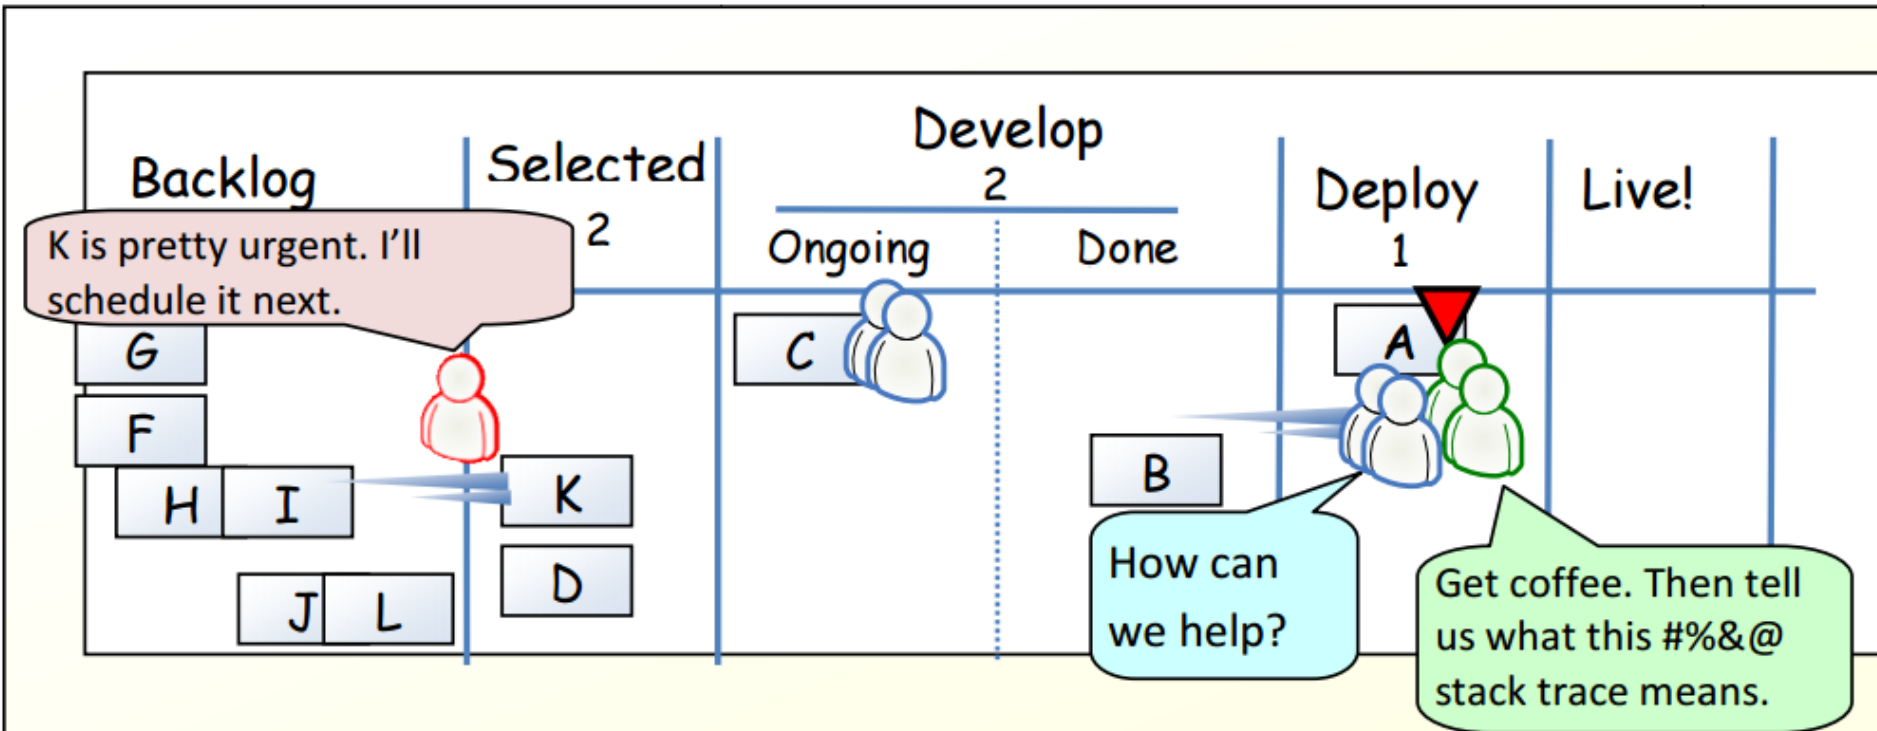 Backlog
Selected
2
Develop
2
Ongoing
Done
Deploy
1
Live!
K is pretty urgent. I'll
schedule it next.
G
F
H I
J L
K
D
C
B
A
How can
we help?
Get coffee. Then tell
us what this #%&@
stack trace means.